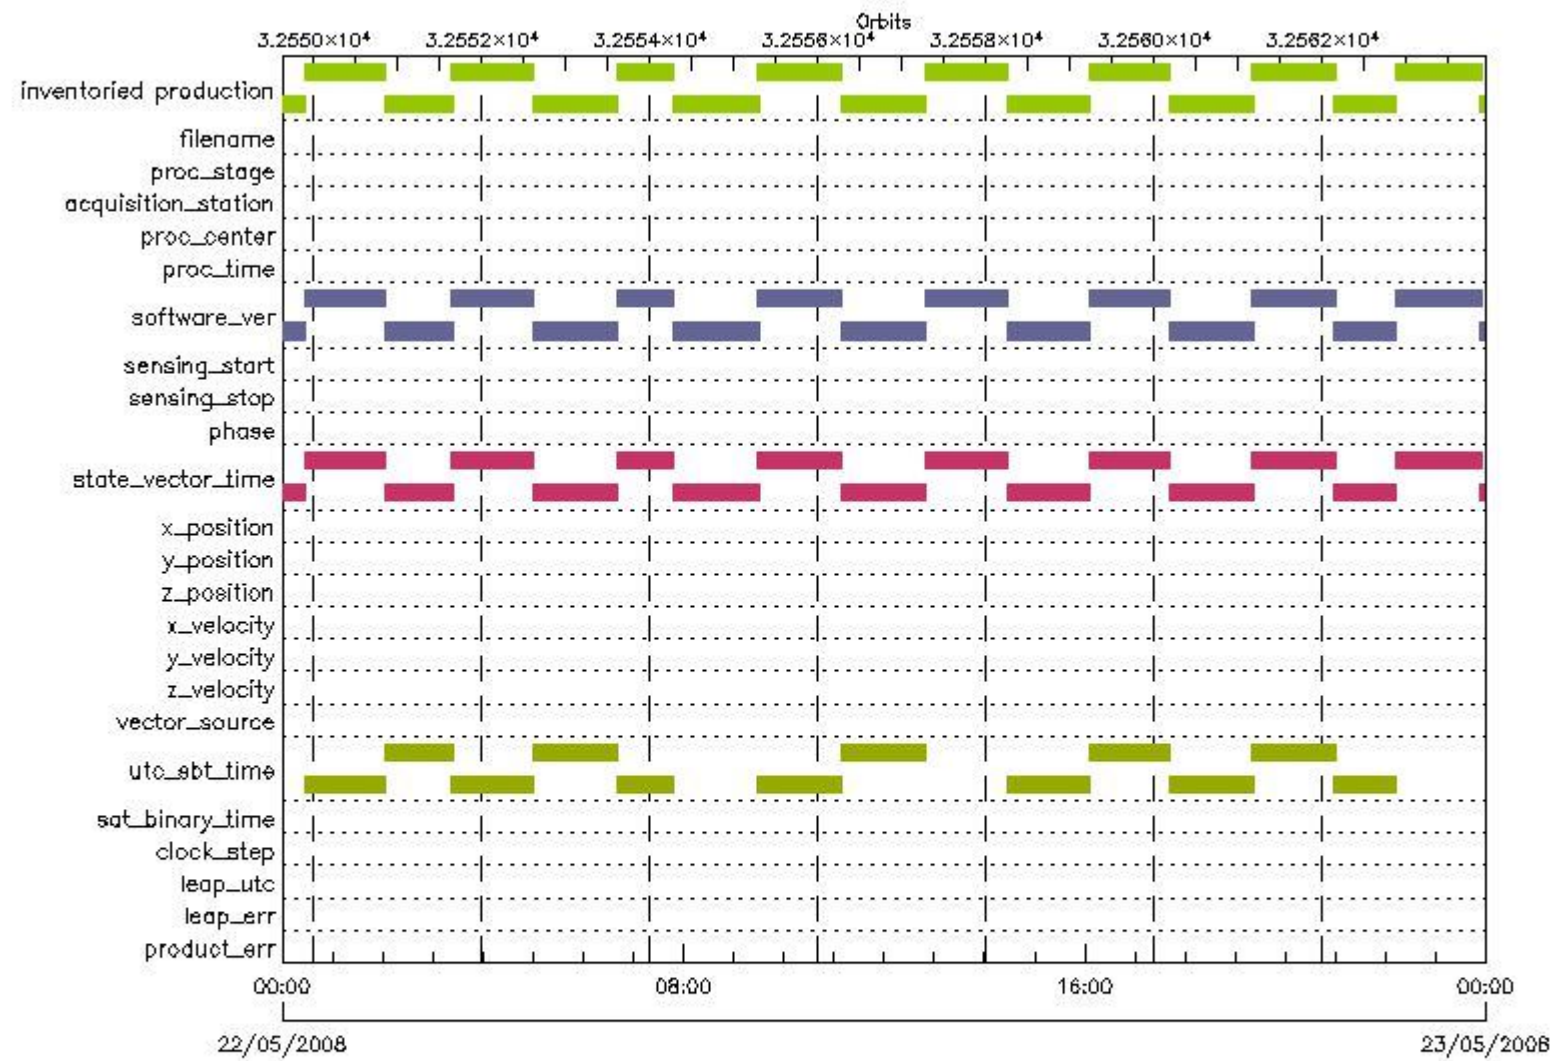 Orbits
3.2550×10⁴ 3.2552×10⁴ 3.2554×10⁴ 3.2556×10⁴ 3.2558×10⁴ 3.2560×10⁴ 3.2562×10⁴
inventoried production
filename
proc_stage
acquisition_station
proc_center
proc_time
software_ver
sensing_start
sensing_stop
phase
state_vector_time
x_position
y_position
z_position
x_velocity
y_velocity
z_velocity
vector_source
utc_sbt_time
sat_binary_time
clock_step
leap_utc
leap_err
product_err
00:00 08:00 16:00 00:00
22/05/2008 23/05/2008